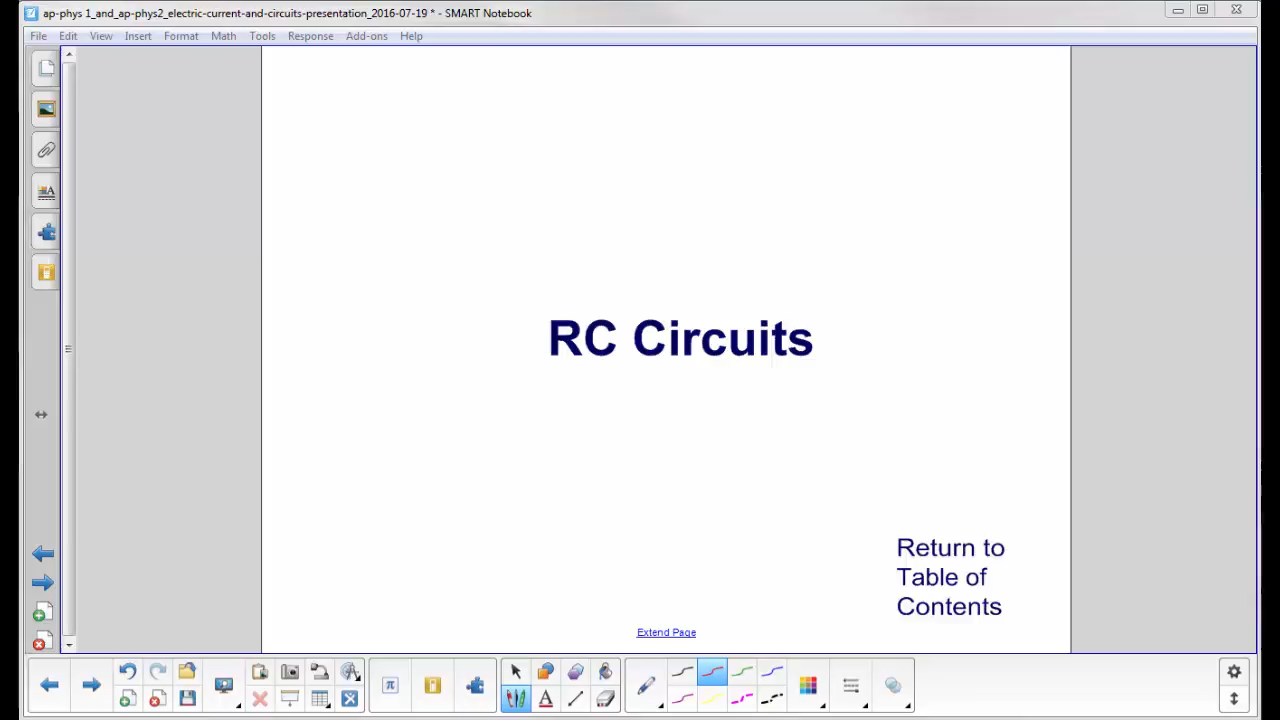 ap-phys 1_and_ap-phys2_electric-current-and-circuits-presentation_2016-07-19 * - SMART Notebook
File Edit View Insert Format Math Tools Response Add-ons Help
RC Circuits
Return to
Table of
Contents
Extend Page